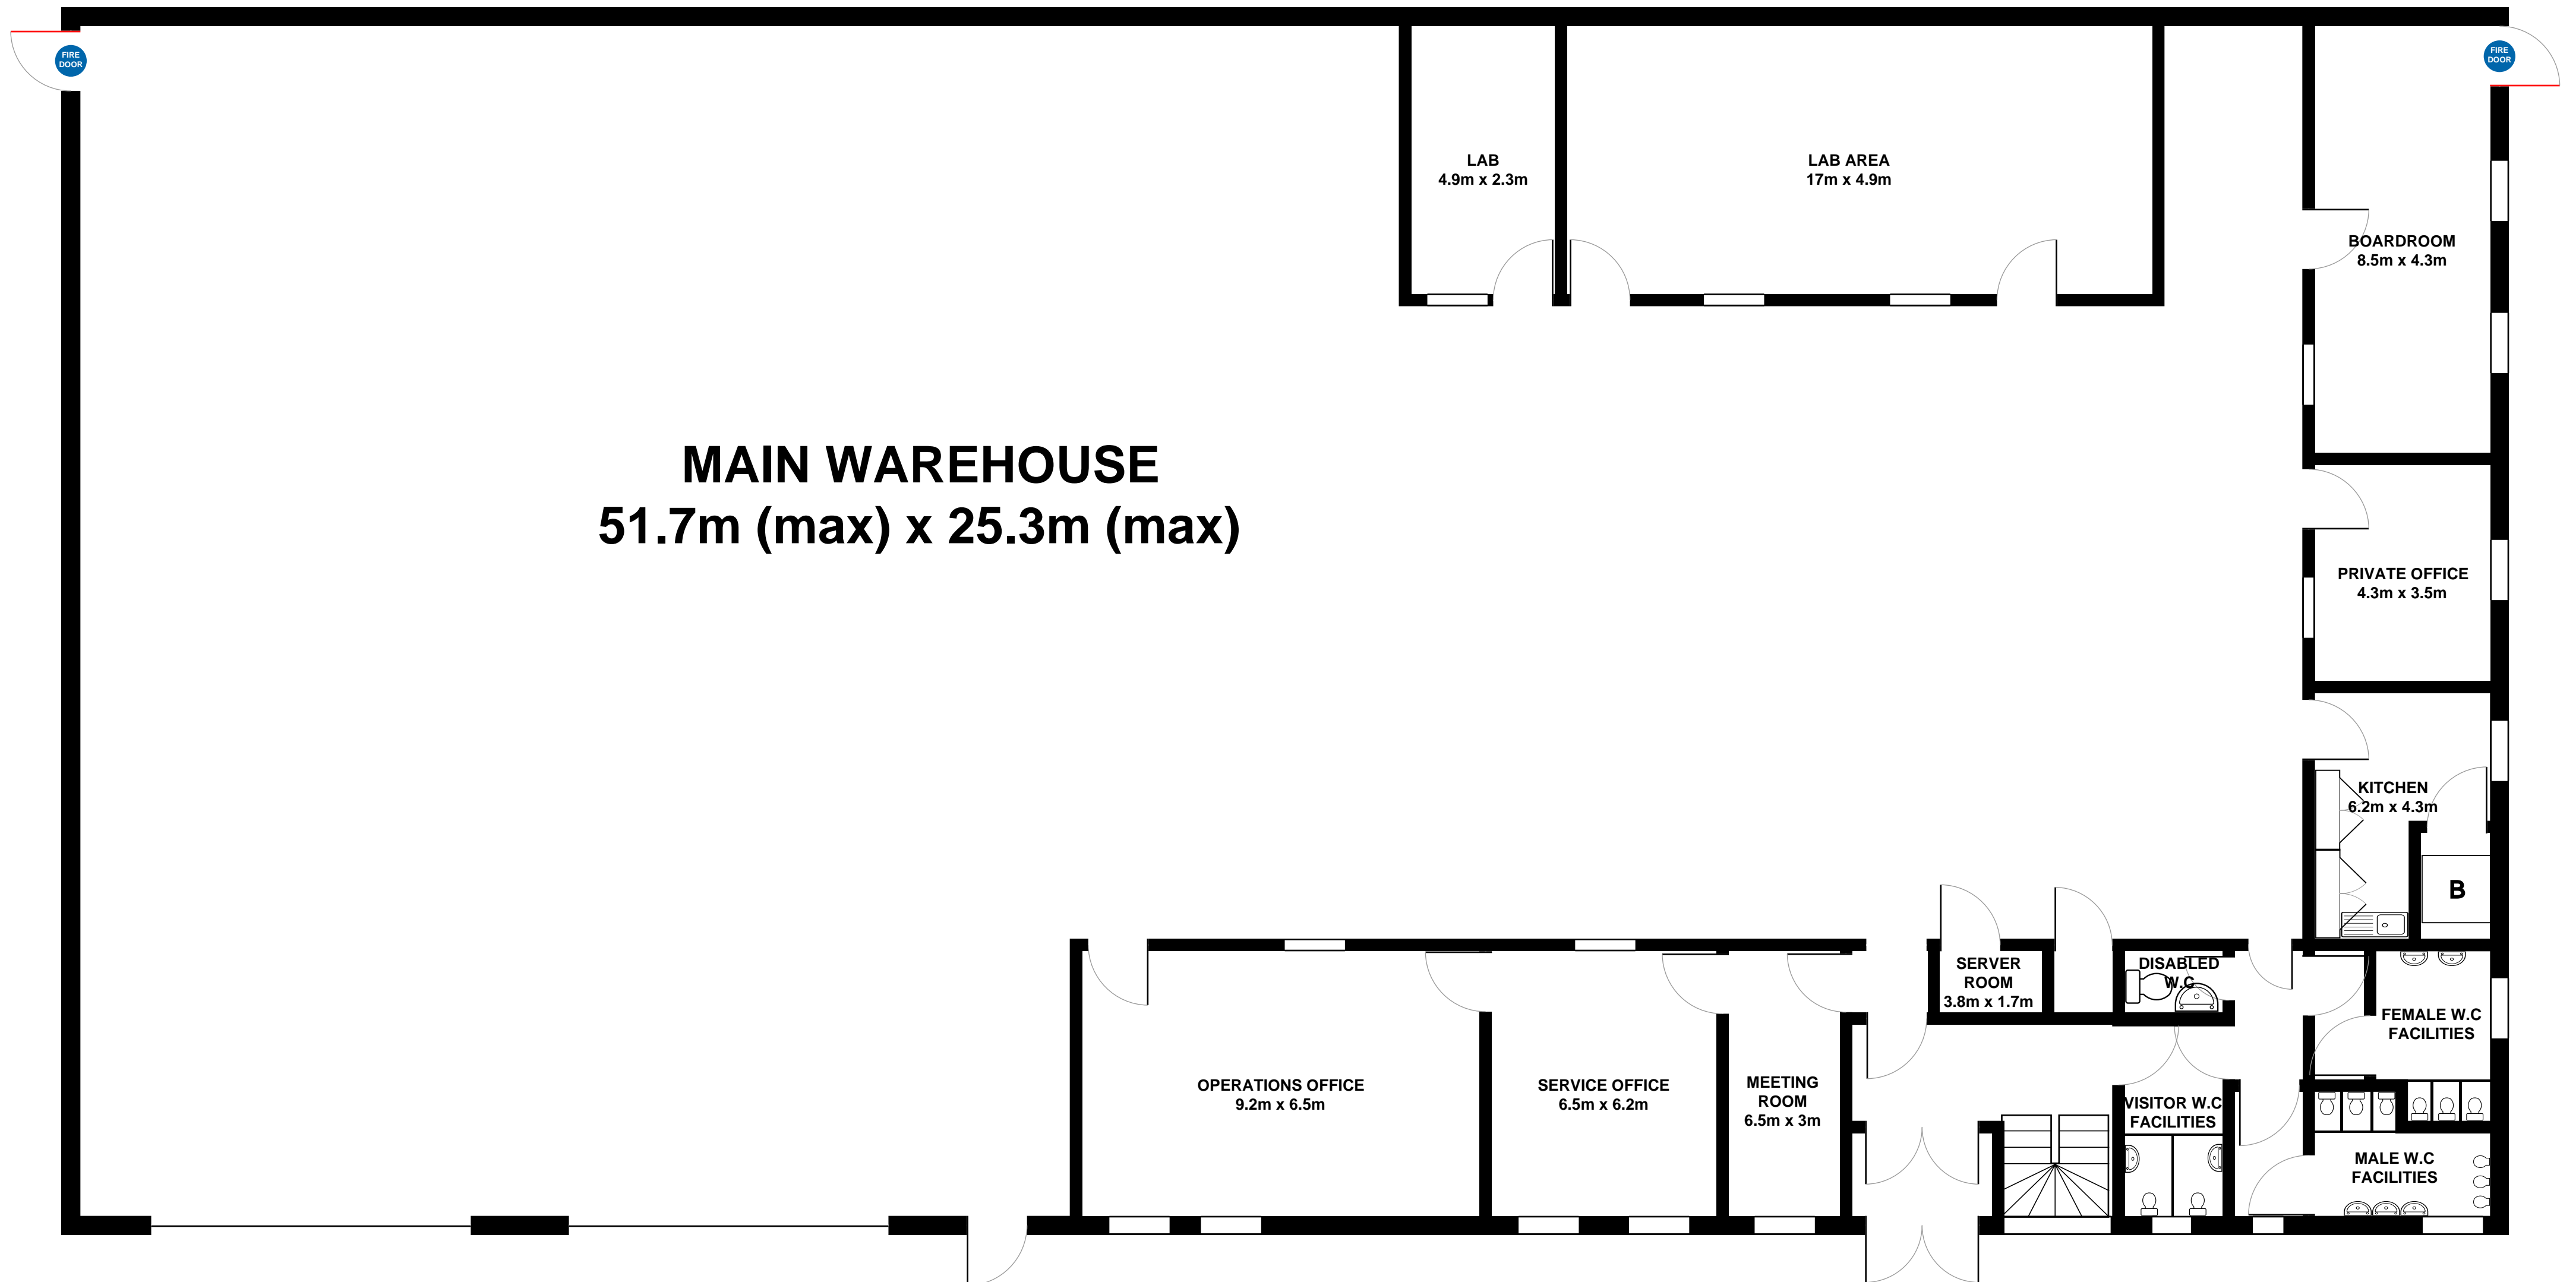 FIRE
DOOR
FIRE
DOOR
LAB
4.9m x 2.3m
LAB AREA
17m x 4.9m
BOARDROOM
8.5m x 4.3m
MAIN WAREHOUSE
51.7m (max) x 25.3m (max)
PRIVATE OFFICE
4.3m x 3.5m
KITCHEN
6.2m x 4.3m
B
SERVER
ROOM
3.8m x 1.7m
DISABLED
W.C
FEMALE W.C
FACILITIES
OPERATIONS OFFICE
9.2m x 6.5m
SERVICE OFFICE
6.5m x 6.2m
MEETING
ROOM
6.5m x 3m
VISITOR W.C
FACILITIES
MALE W.C
FACILITIES